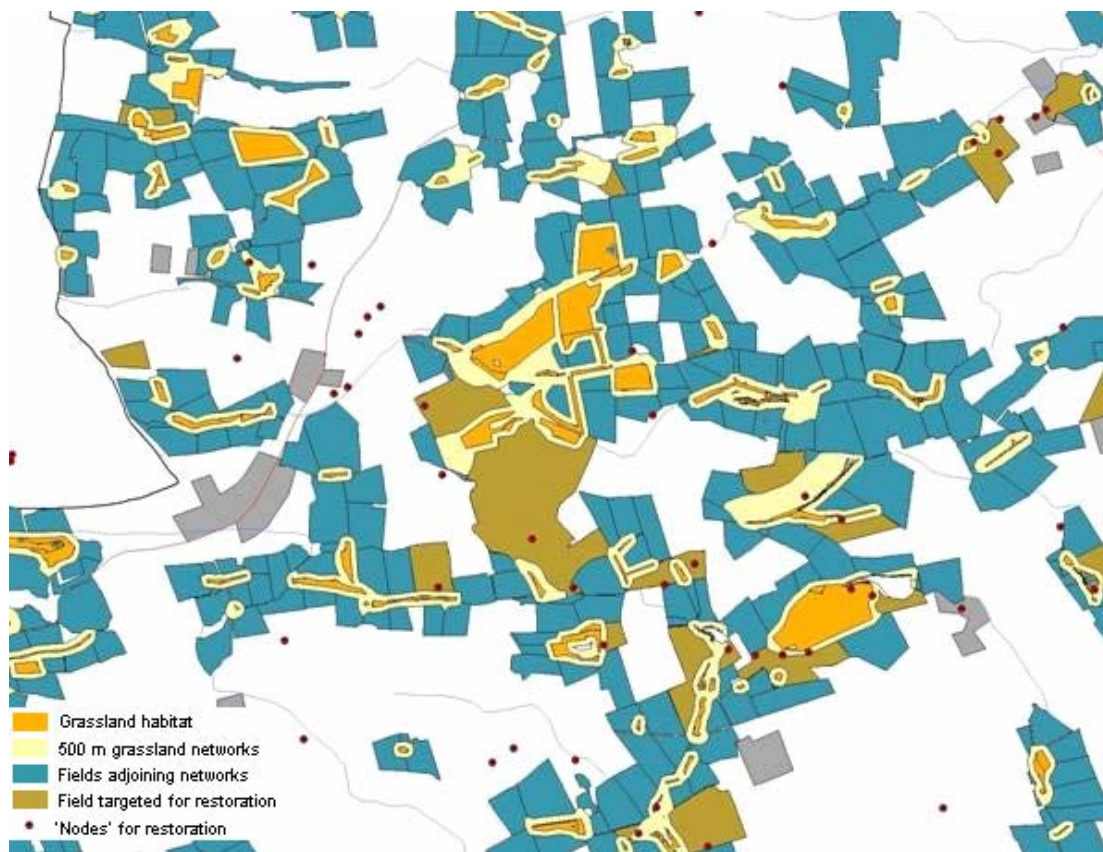 Grassland habitat
500 m grassland networks
Fields adjoining networks
Field targeted for restoration
'Nodes' for restoration